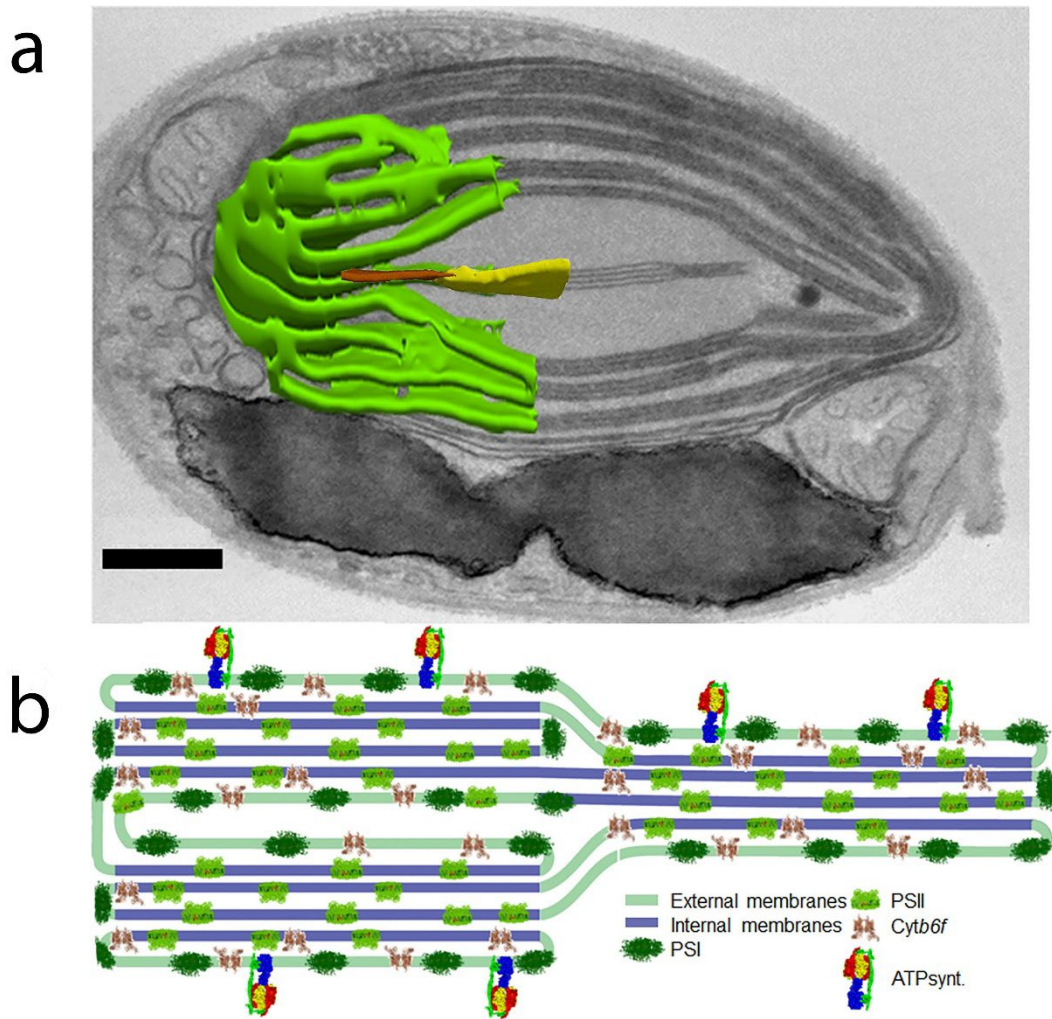 a
b
External membranes
Internal membranes
PSI
PSII
Cytb6f
ATPsynt.